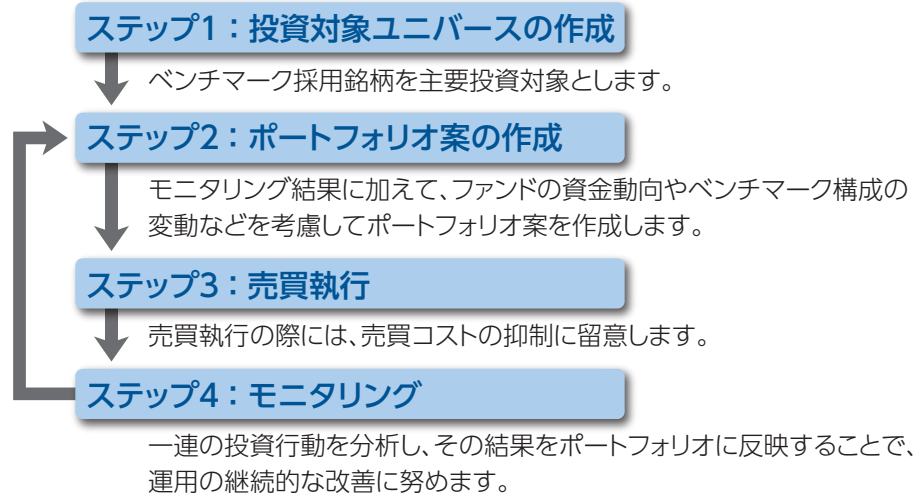 ステップ1：投資対象ユニバースの作成
ベンチマーク採用銘柄を主要投資対象とします。
ステップ2：ポートフォリオ案の作成
モニタリング結果に加えて、ファンドの資金動向やベンチマーク構成の
変動などを考慮してポートフォリオ案を作成します。
ステップ3：売買執行
売買執行の際には、売買コストの抑制に留意します。
ステップ4：モニタリング
一連の投資行動を分析し、その結果をポートフォリオに反映することで、
運用の継続的な改善に努めます。